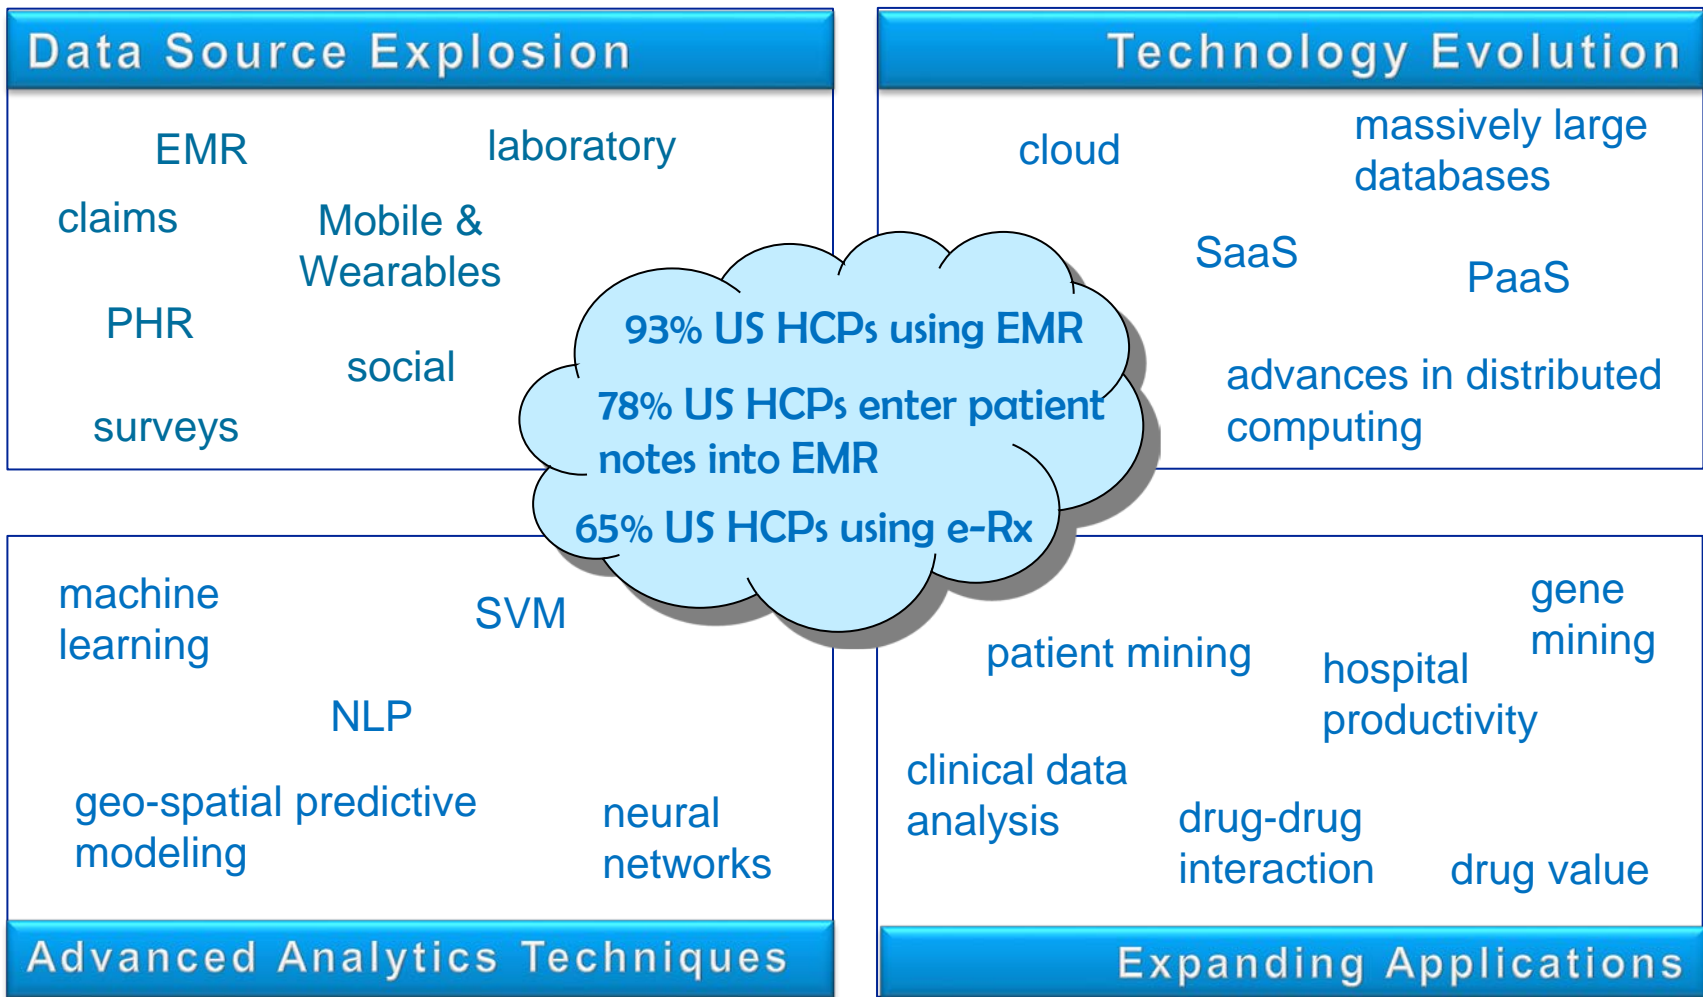 Data Source Explosion
EMR
laboratory
claims
Mobile &
Wearables
PHR
social
surveys
Technology Evolution
cloud
massively large
databases
SaaS
PaaS
advances in distributed
computing
93% US HCPs using EMR
78% US HCPs enter patient
notes into EMR
65% US HCPs using e-Rx
machine
learning
SVM
NLP
geo-spatial predictive
modeling
neural
networks
Advanced Analytics Techniques
gene
mining
patient mining
hospital
productivity
clinical data
analysis
drug-drug
interaction
drug value
Expanding Applications